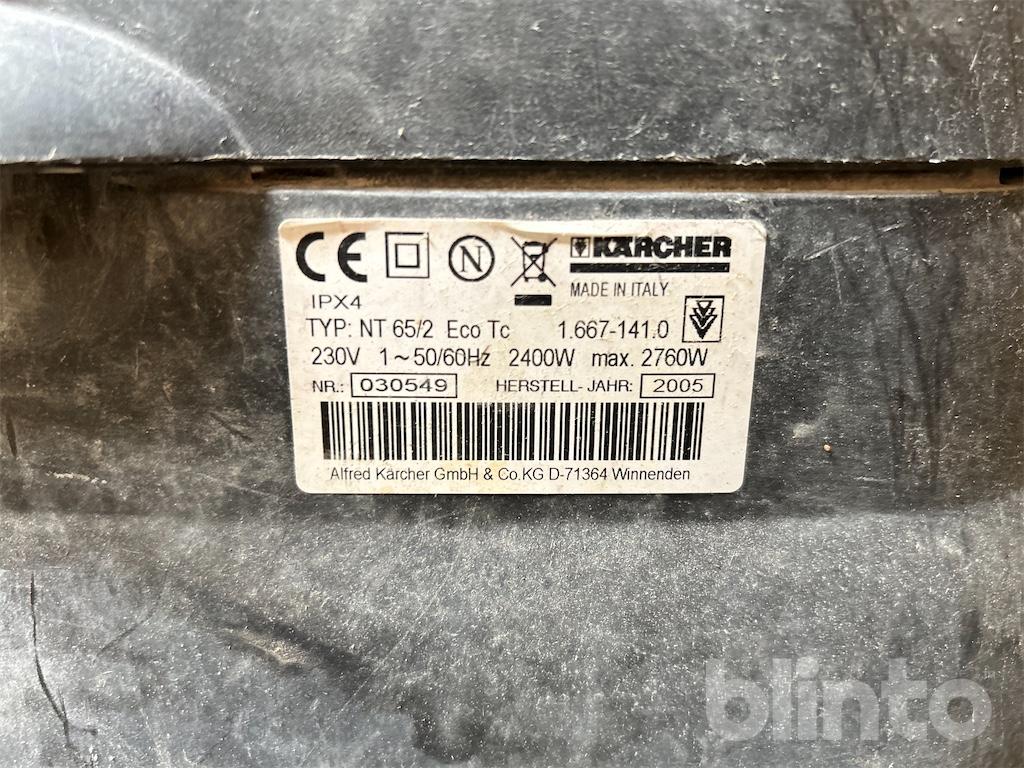 CE N KÄRCHER
MADE IN ITALY
IPX4
TYP: NT 65/2 Eco Tc 1.667-141.0
230V 1~50/60Hz 2400W max. 2760W
NR.: 030549 HERSTELL-JAHR: 2005
Alfred Kärcher GmbH & Co.KG D-71364 Winnenden
blinto